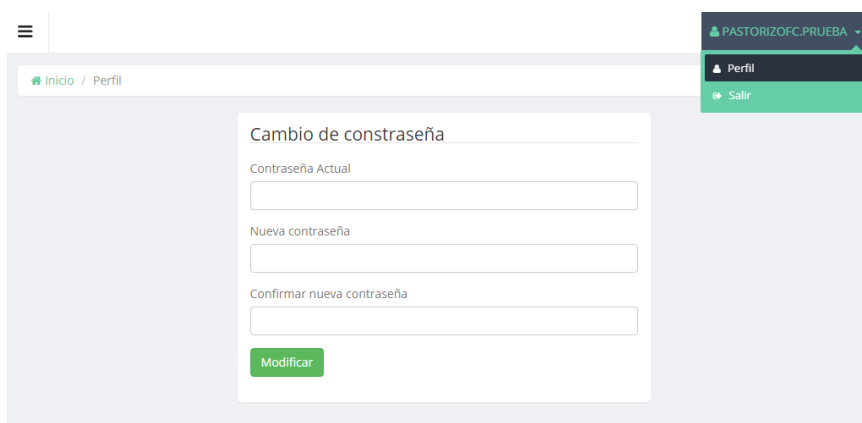 PASTORIZOFC.PRUEBA
Perfil
Salir
Inicio / Perfil
Cambio de constraseña
Contraseña Actual
Nueva contraseña
Confirmar nueva contraseña
Modificar